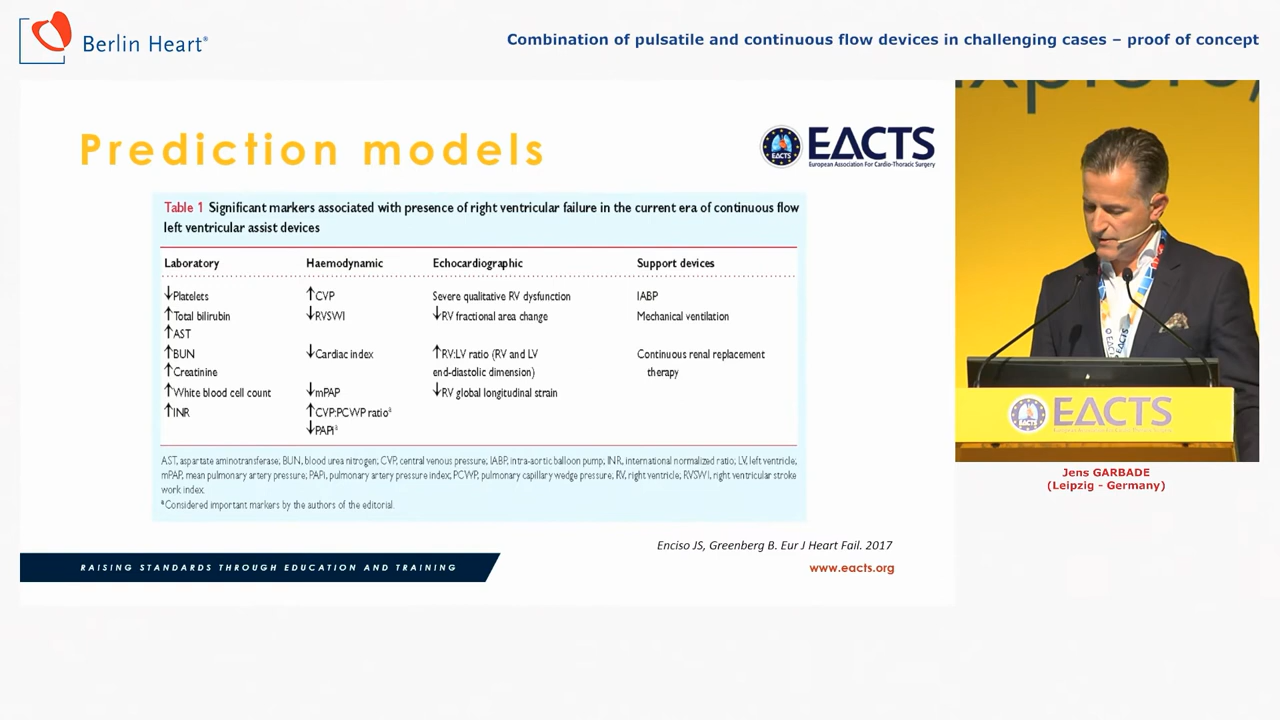 Berlin Heart®
Combination of pulsatile and continuous flow devices in challenging cases – proof of concept
Prediction models
EACTS
EACTS
European Association For Cardio-Thoracic Surgery
Table 1 Significant markers associated with presence of right ventricular failure in the current era of continuous flow
left ventricular assist devices
Laboratory Haemodynamic Echocardiographic Support devices
↓Platelets ↑CVP Severe qualitative RV dysfunction IABP
↑Total bilirubin ↓RVSWI ↓RV fractional area change Mechanical ventilation
↑AST
↑BUN ↓Cardiac index ↑RV:LV ratio (RV and LV Continuous renal replacement
↑Creatinine end-diastolic dimension) therapy
↑White blood cell count ↓mPAP ↓RV global longitudinal strain
↑INR ↑CVP:PCWP ratioª
↓PAPiª
AST, aspartate aminotransferase; BUN, blood urea nitrogen; CVP, central venous pressure; IABP, intra-aortic balloon pump; INR, international normalized ratio; LV, left ventricle;
mPAP, mean pulmonary artery pressure; PAPi, pulmonary artery pressure index; PCWP, pulmonary capillary wedge pressure; RV, right ventricle; RVSWI, right ventricular stroke
work index.
ªConsidered important markers by the authors of the editorial.
Enciso JS, Greenberg B. Eur J Heart Fail. 2017
RAISING STANDARDS THROUGH EDUCATION AND TRAINING
www.eacts.org
EACTS
EACTS
EACTS
Jens GARBADE
(Leipzig - Germany)